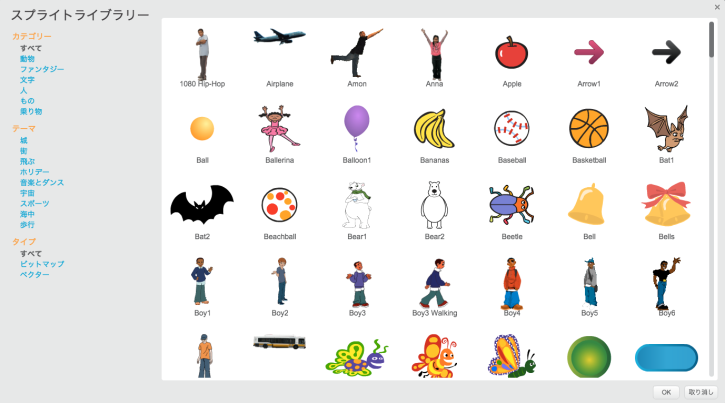 スプライトライブラリー
×
カテゴリー
すべて
動物
ファンタジー
文字
人
もの
乗り物
テーマ
城
街
飛ぶ
ホリデー
音楽とダンス
宇宙
スポーツ
海中
歩行
タイプ
すべて
ビットマップ
ベクター
1080 Hip-Hop Airplane Amon Anna Apple Arrow1 Arrow2
Ball Ballerina Balloon1 Bananas Baseball Basketball Bat1
Bat2 Beachball Bear1 Bear2 Beetle Bell Bells
Boy1 Boy2 Boy3 Boy3 Walking Boy4 Boy5 Boy6
OK 取り消し